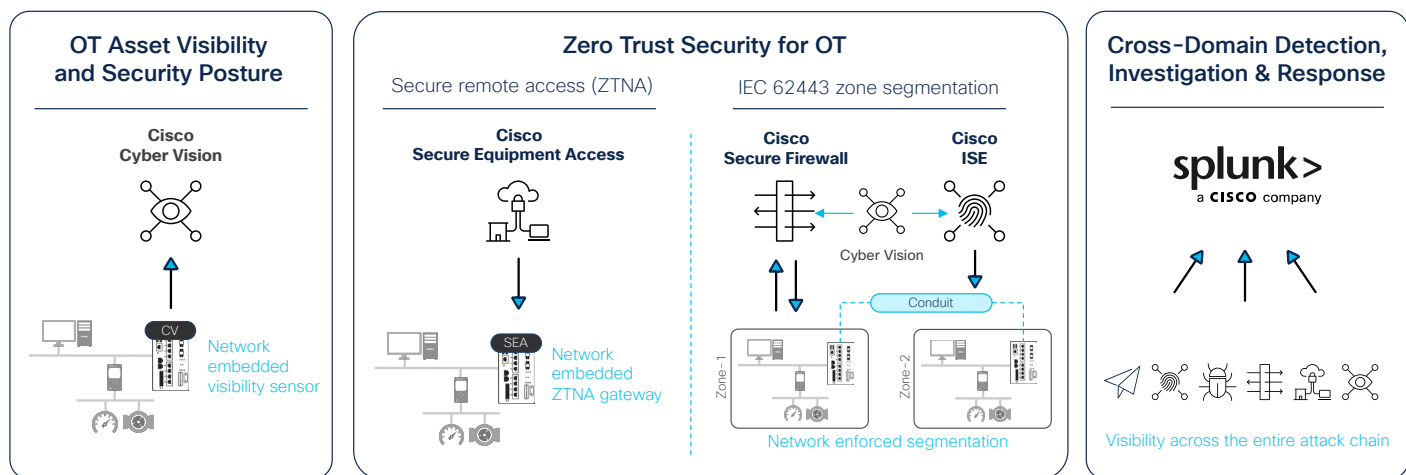 OT Asset Visibility
and Security Posture
Cisco
Cyber Vision
CV
Network
embedded
visibility sensor
Zero Trust Security for OT
Secure remote access (ZTNA)
Cisco
Secure Equipment Access
SEA
Network
embedded
ZTNA gateway
IEC 62443 zone segmentation
Cisco
Secure Firewall
Cisco
ISE
Cyber Vision
Conduit
Zone-1
Zone-2
Network enforced segmentation
Cross-Domain Detection,
Investigation & Response
splunk>
a CISCO company
Visibility across the entire attack chain